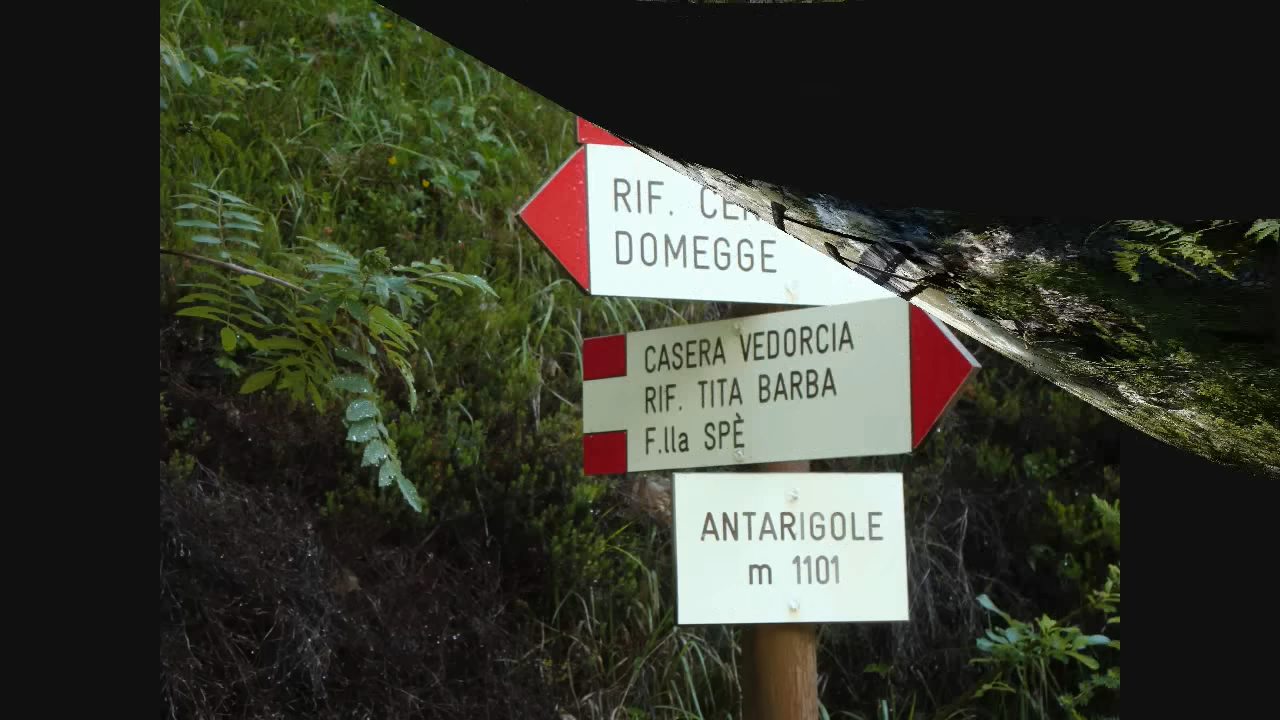 RIF.
DOMEGGE
CASERA VEDORCIA
RIF. TITA BARBA
F.lla SPÈ
ANTARIGOLE
m 1101